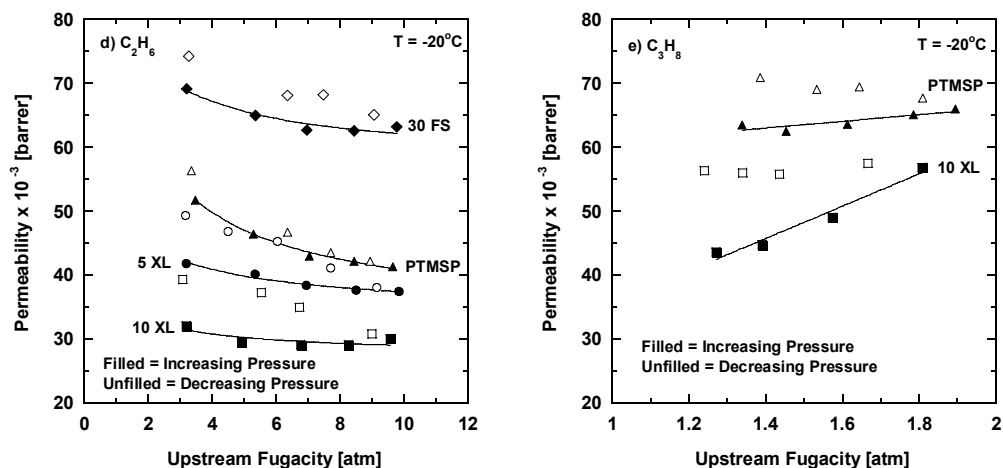 d) C₂H₆
T = -20°C
30 FS
5 XL
PTMSP
10 XL
Filled = Increasing Pressure
Unfilled = Decreasing Pressure
80
70
60
50
40
30
20
0 2 4 6 8 10 12 14
Permeability x 10⁻³ [barrer]
Upstream Fugacity [atm]
e) C₃H₈
T = -20°C
PTMSP
10 XL
Filled = Increasing Pressure
Unfilled = Decreasing Pressure
80
70
60
50
40
30
20
1 1.2 1.4 1.6 1.8 2
Permeability x 10⁻³ [barrer]
Upstream Fugacity [atm]